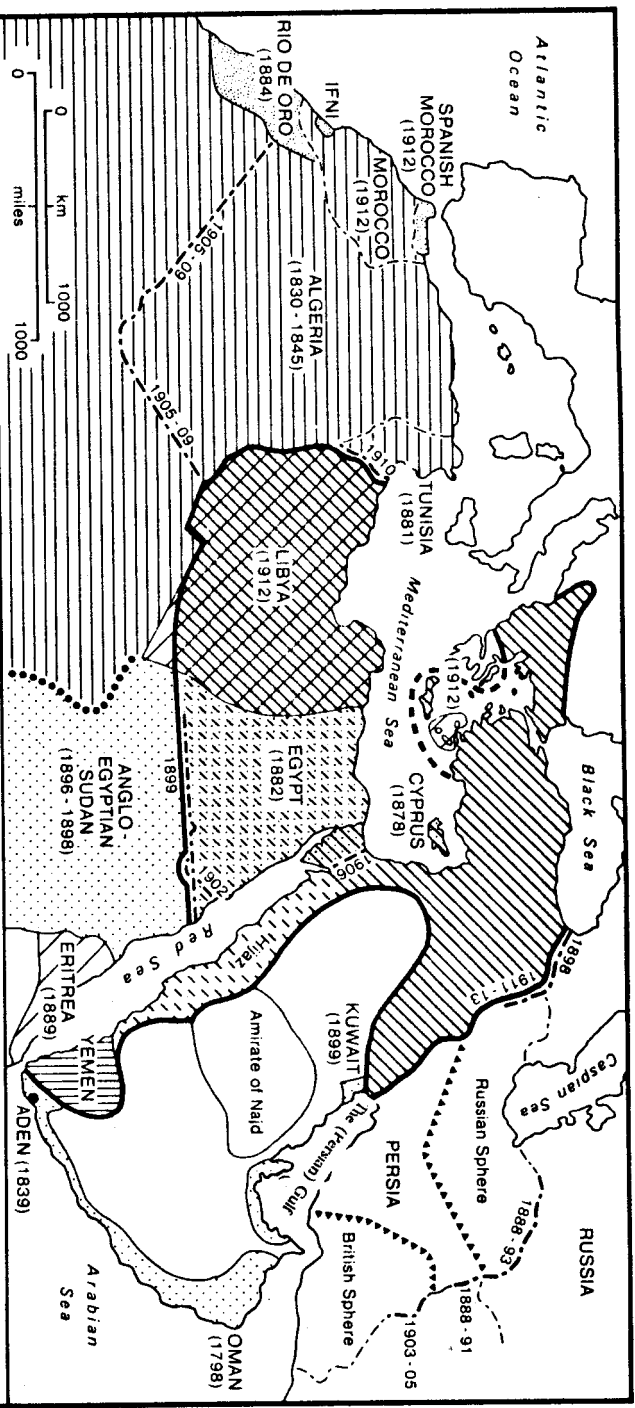 Atlantic
Ocean
SPANISH
MOROCCO
(1912)
MOROCCO
(1912)
IFNI
RIO DE ORO
(1884)
ALGERIA
(1830 - 1845)
1905-09
1905-09
1910
TUNISIA
(1881)
LIBYA
(1912)
Mediterranean Sea
(1912)
CYPRUS
(1878)
EGYPT
(1882)
1899
1902
1906
ANGLO-
EGYPTIAN
SUDAN
(1896 - 1898)
Black Sea
Red Sea
Hijaz
ERITREA
(1889)
YEMEN
ADEN (1839)
Amirate of Najd
KUWAIT
(1899)
The (Persian) Gulf
1898
1911-13
Caspian
Sea
RUSSIA
Russian Sphere
1888-93
PERSIA
British Sphere
1888-91
1903-05
OMAN
(1798)
Arabian
Sea
0 km 1000
0 miles 1000